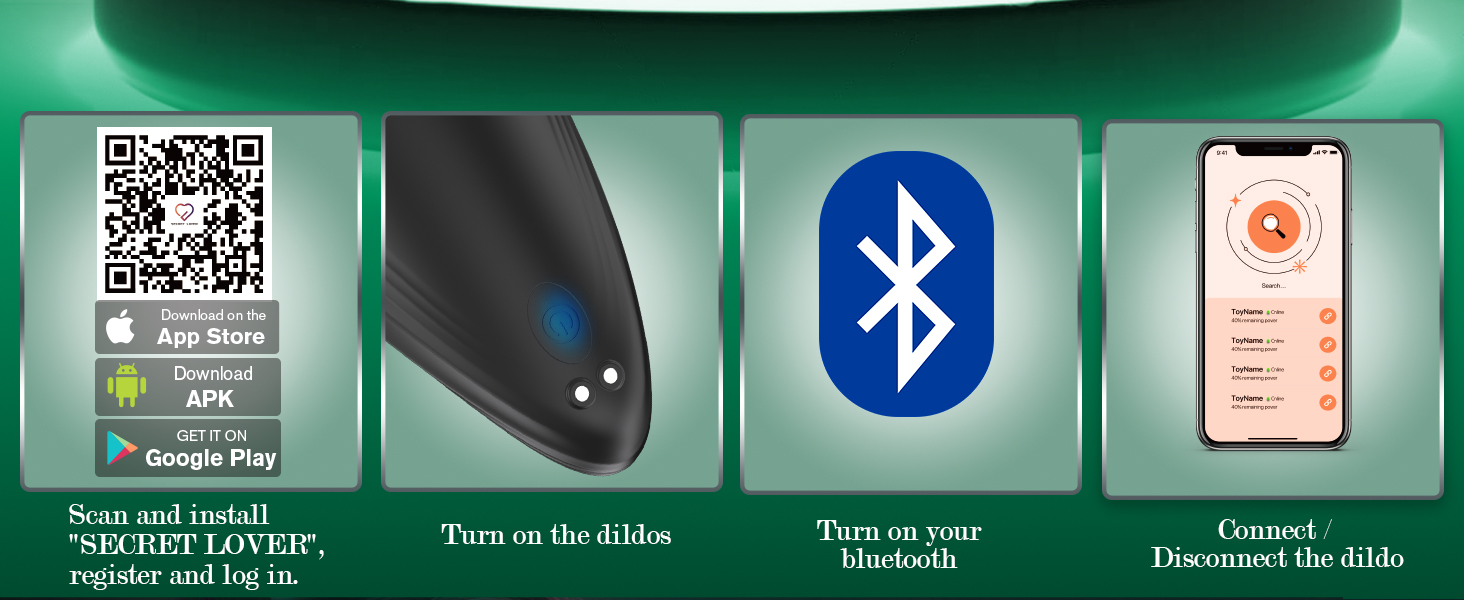 SECRET LOVER
Download on the
App Store
Download
APK
GET IT ON
Google Play
Scan and install
"SECRET LOVER",
register and log in.
Turn on the dildos
Turn on your
bluetooth
9:41
Search...
ToyName Online
40% remaining power
ToyName Online
40% remaining power
ToyName Online
40% remaining power
ToyName Online
40% remaining power
Connect /
Disconnect the dildo